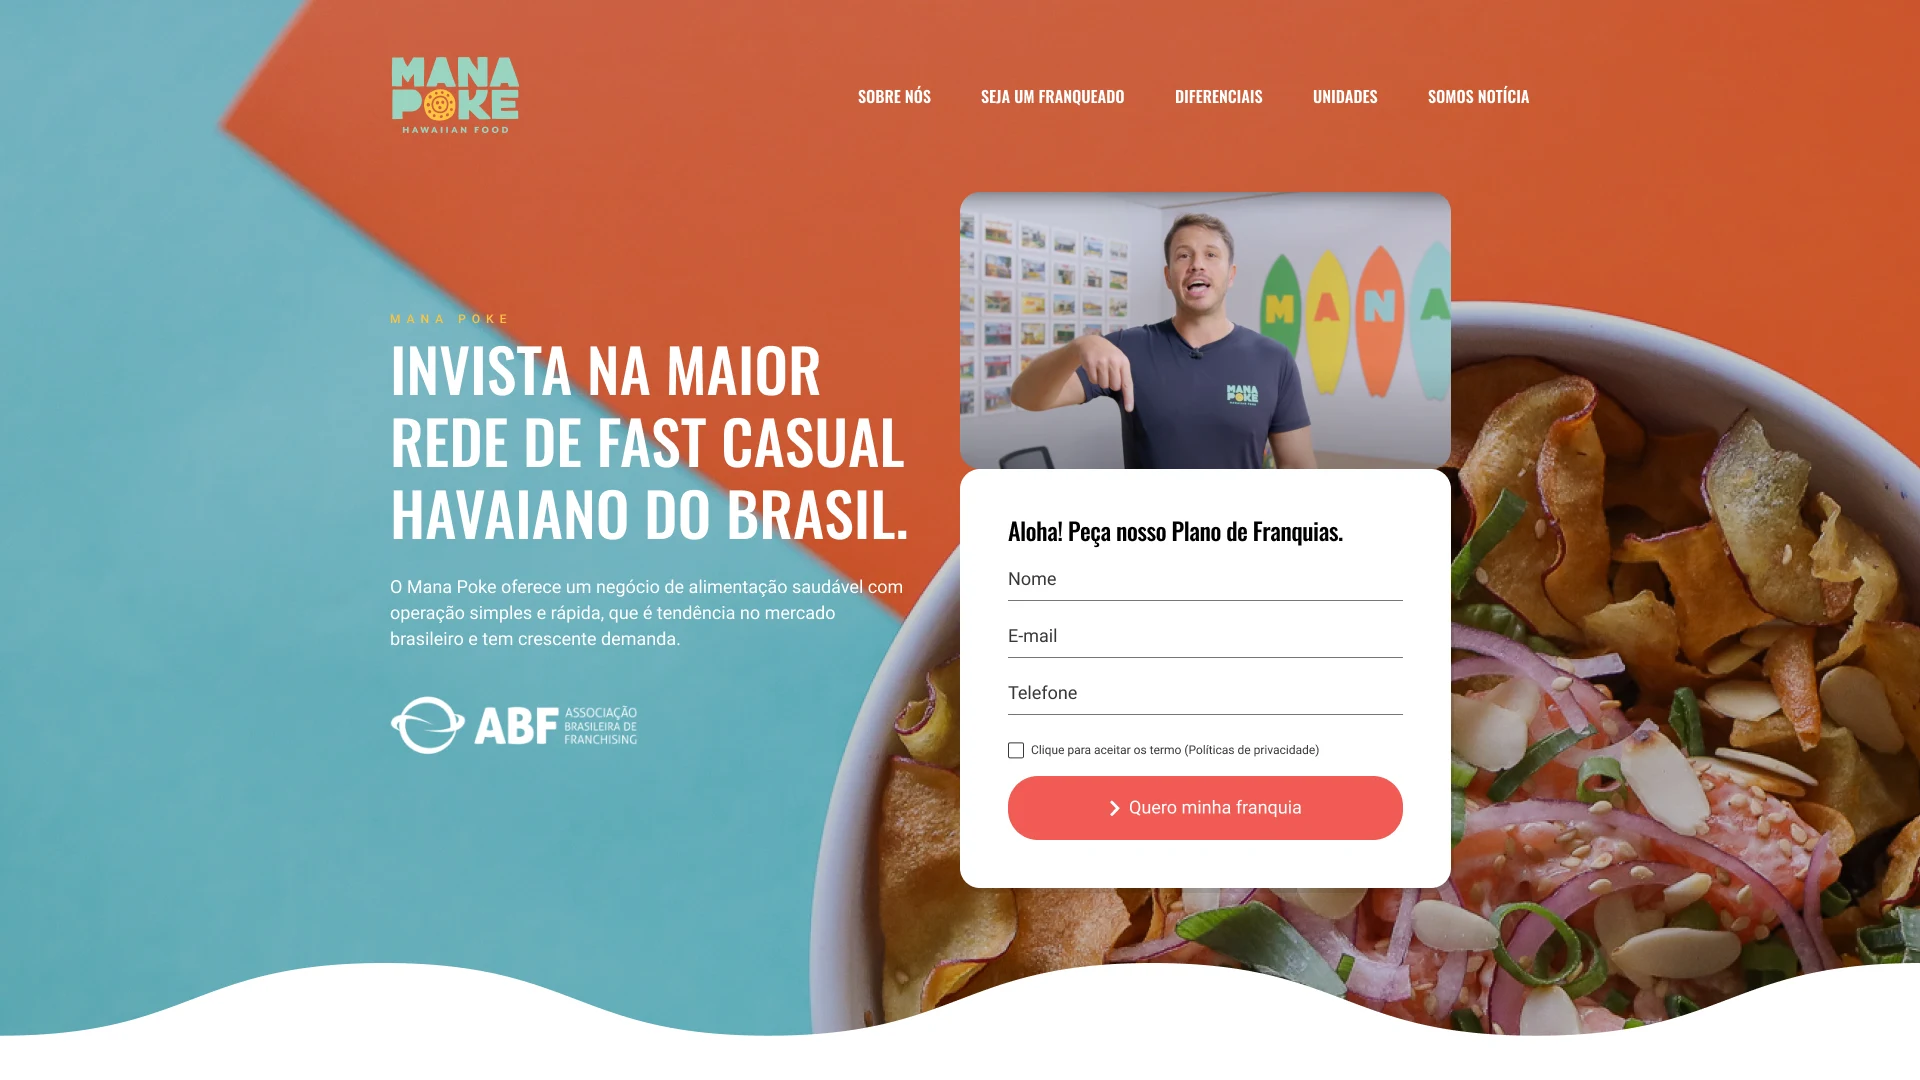 MANA
POKE
HAWAIIAN FOOD
SOBRE NÓS
SEJA UM FRANQUEADO
DIFERENCIAIS
UNIDADES
SOMOS NOTÍCIA
MANA
MANA
POKE
MANA POKE
INVISTA NA MAIOR
REDE DE FAST CASUAL
HAVAIANO DO BRASIL.
O Mana Poke oferece um negócio de alimentação saudável com
operação simples e rápida, que é tendência no mercado
brasileiro e tem crescente demanda.
ABF ASSOCIAÇÃO
BRASILEIRA DE
FRANCHISING
Aloha! Peça nosso Plano de Franquias.
Nome
E-mail
Telefone
Clique para aceitar os termo (Políticas de privacidade)
Quero minha franquia